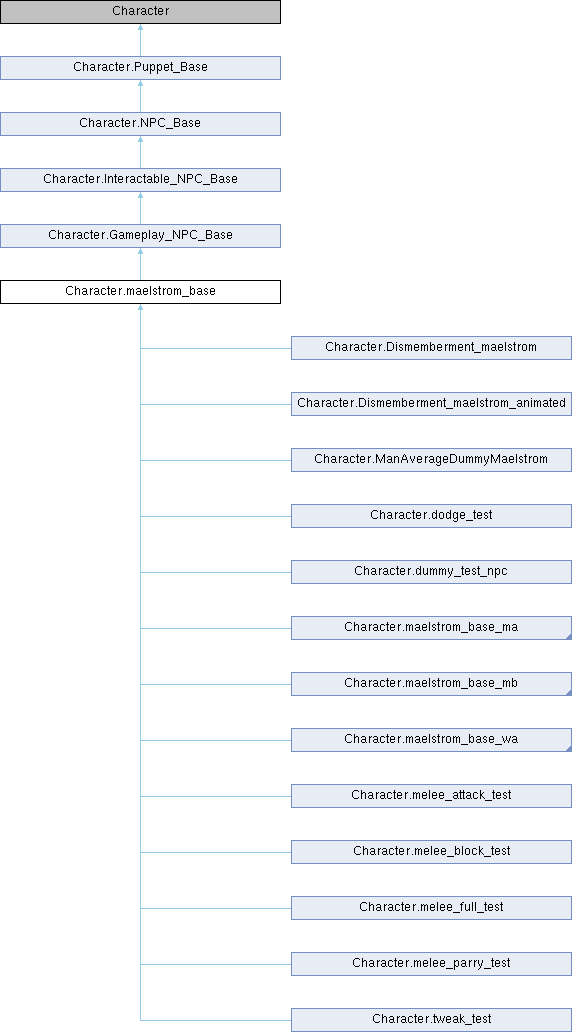 Character
Character.Puppet_Base
Character.NPC_Base
Character.Interactable_NPC_Base
Character.Gameplay_NPC_Base
Character.maelstrom_base
Character.Dismemberment_maelstrom
Character.Dismemberment_maelstrom_animated
Character.ManAverageDummyMaelstrom
Character.dodge_test
Character.dummy_test_npc
Character.maelstrom_base_ma
Character.maelstrom_base_mb
Character.maelstrom_base_wa
Character.melee_attack_test
Character.melee_block_test
Character.melee_full_test
Character.melee_parry_test
Character.tweak_test